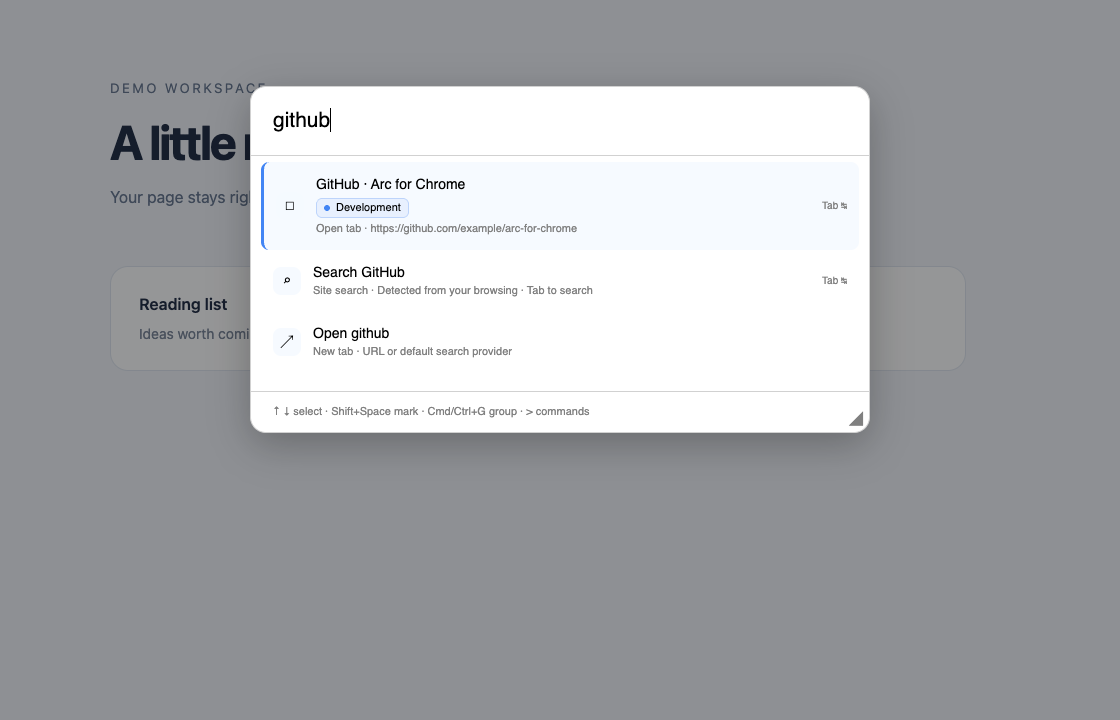 DEMO WORKSPACE
A little
Your page stays
Reading list
Ideas worth
github
GitHub · Arc for Chrome
Development
Open tab · https://github.com/example/arc-for-chrome
Tab ↹
Search GitHub
Site search · Detected from your browsing · Tab to search
Tab ↹
Open github
New tab · URL or default search provider
↑ ↓ select · Shift+Space mark · Cmd/Ctrl+G group · > commands